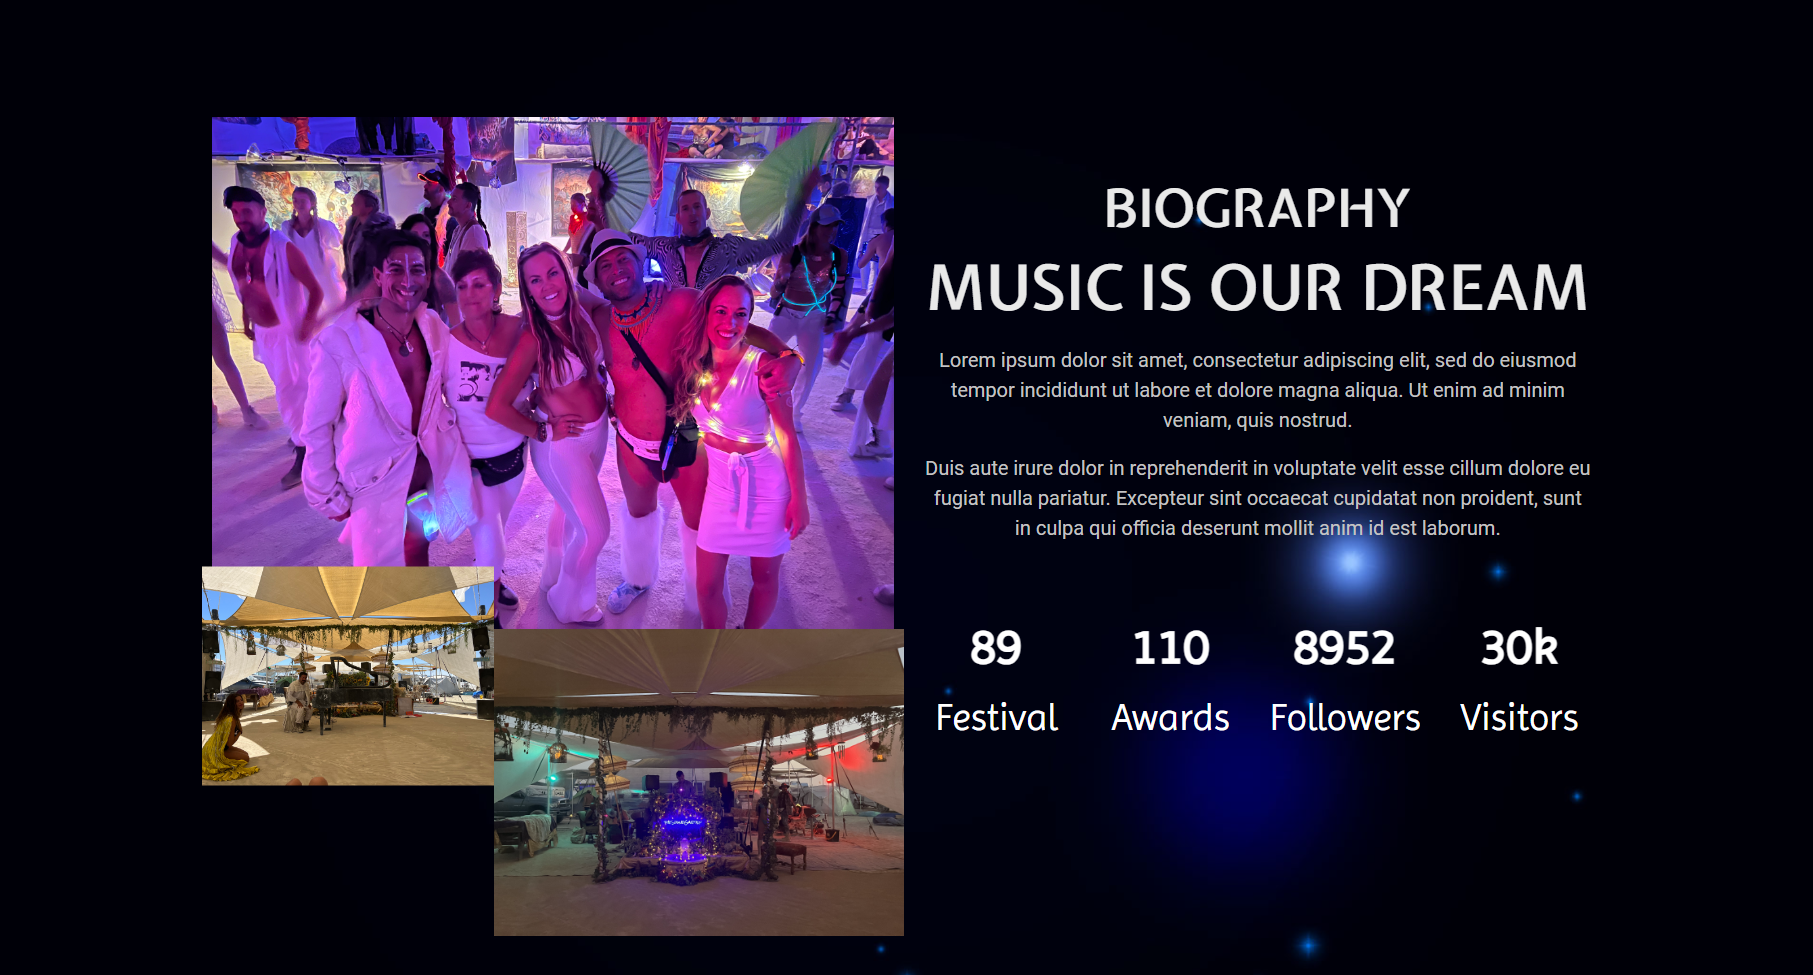 BIOGRAPHY
MUSIC IS OUR DREAM
Lorem ipsum dolor sit amet, consectetur adipiscing elit, sed do eiusmod
tempor incididunt ut labore et dolore magna aliqua. Ut enim ad minim
veniam, quis nostrud.
Duis aute irure dolor in reprehenderit in voluptate velit esse cillum dolore eu
fugiat nulla pariatur. Excepteur sint occaecat cupidatat non proident, sunt
in culpa qui officia deserunt mollit anim id est laborum.
89 110 8952 30k
Festival Awards Followers Visitors